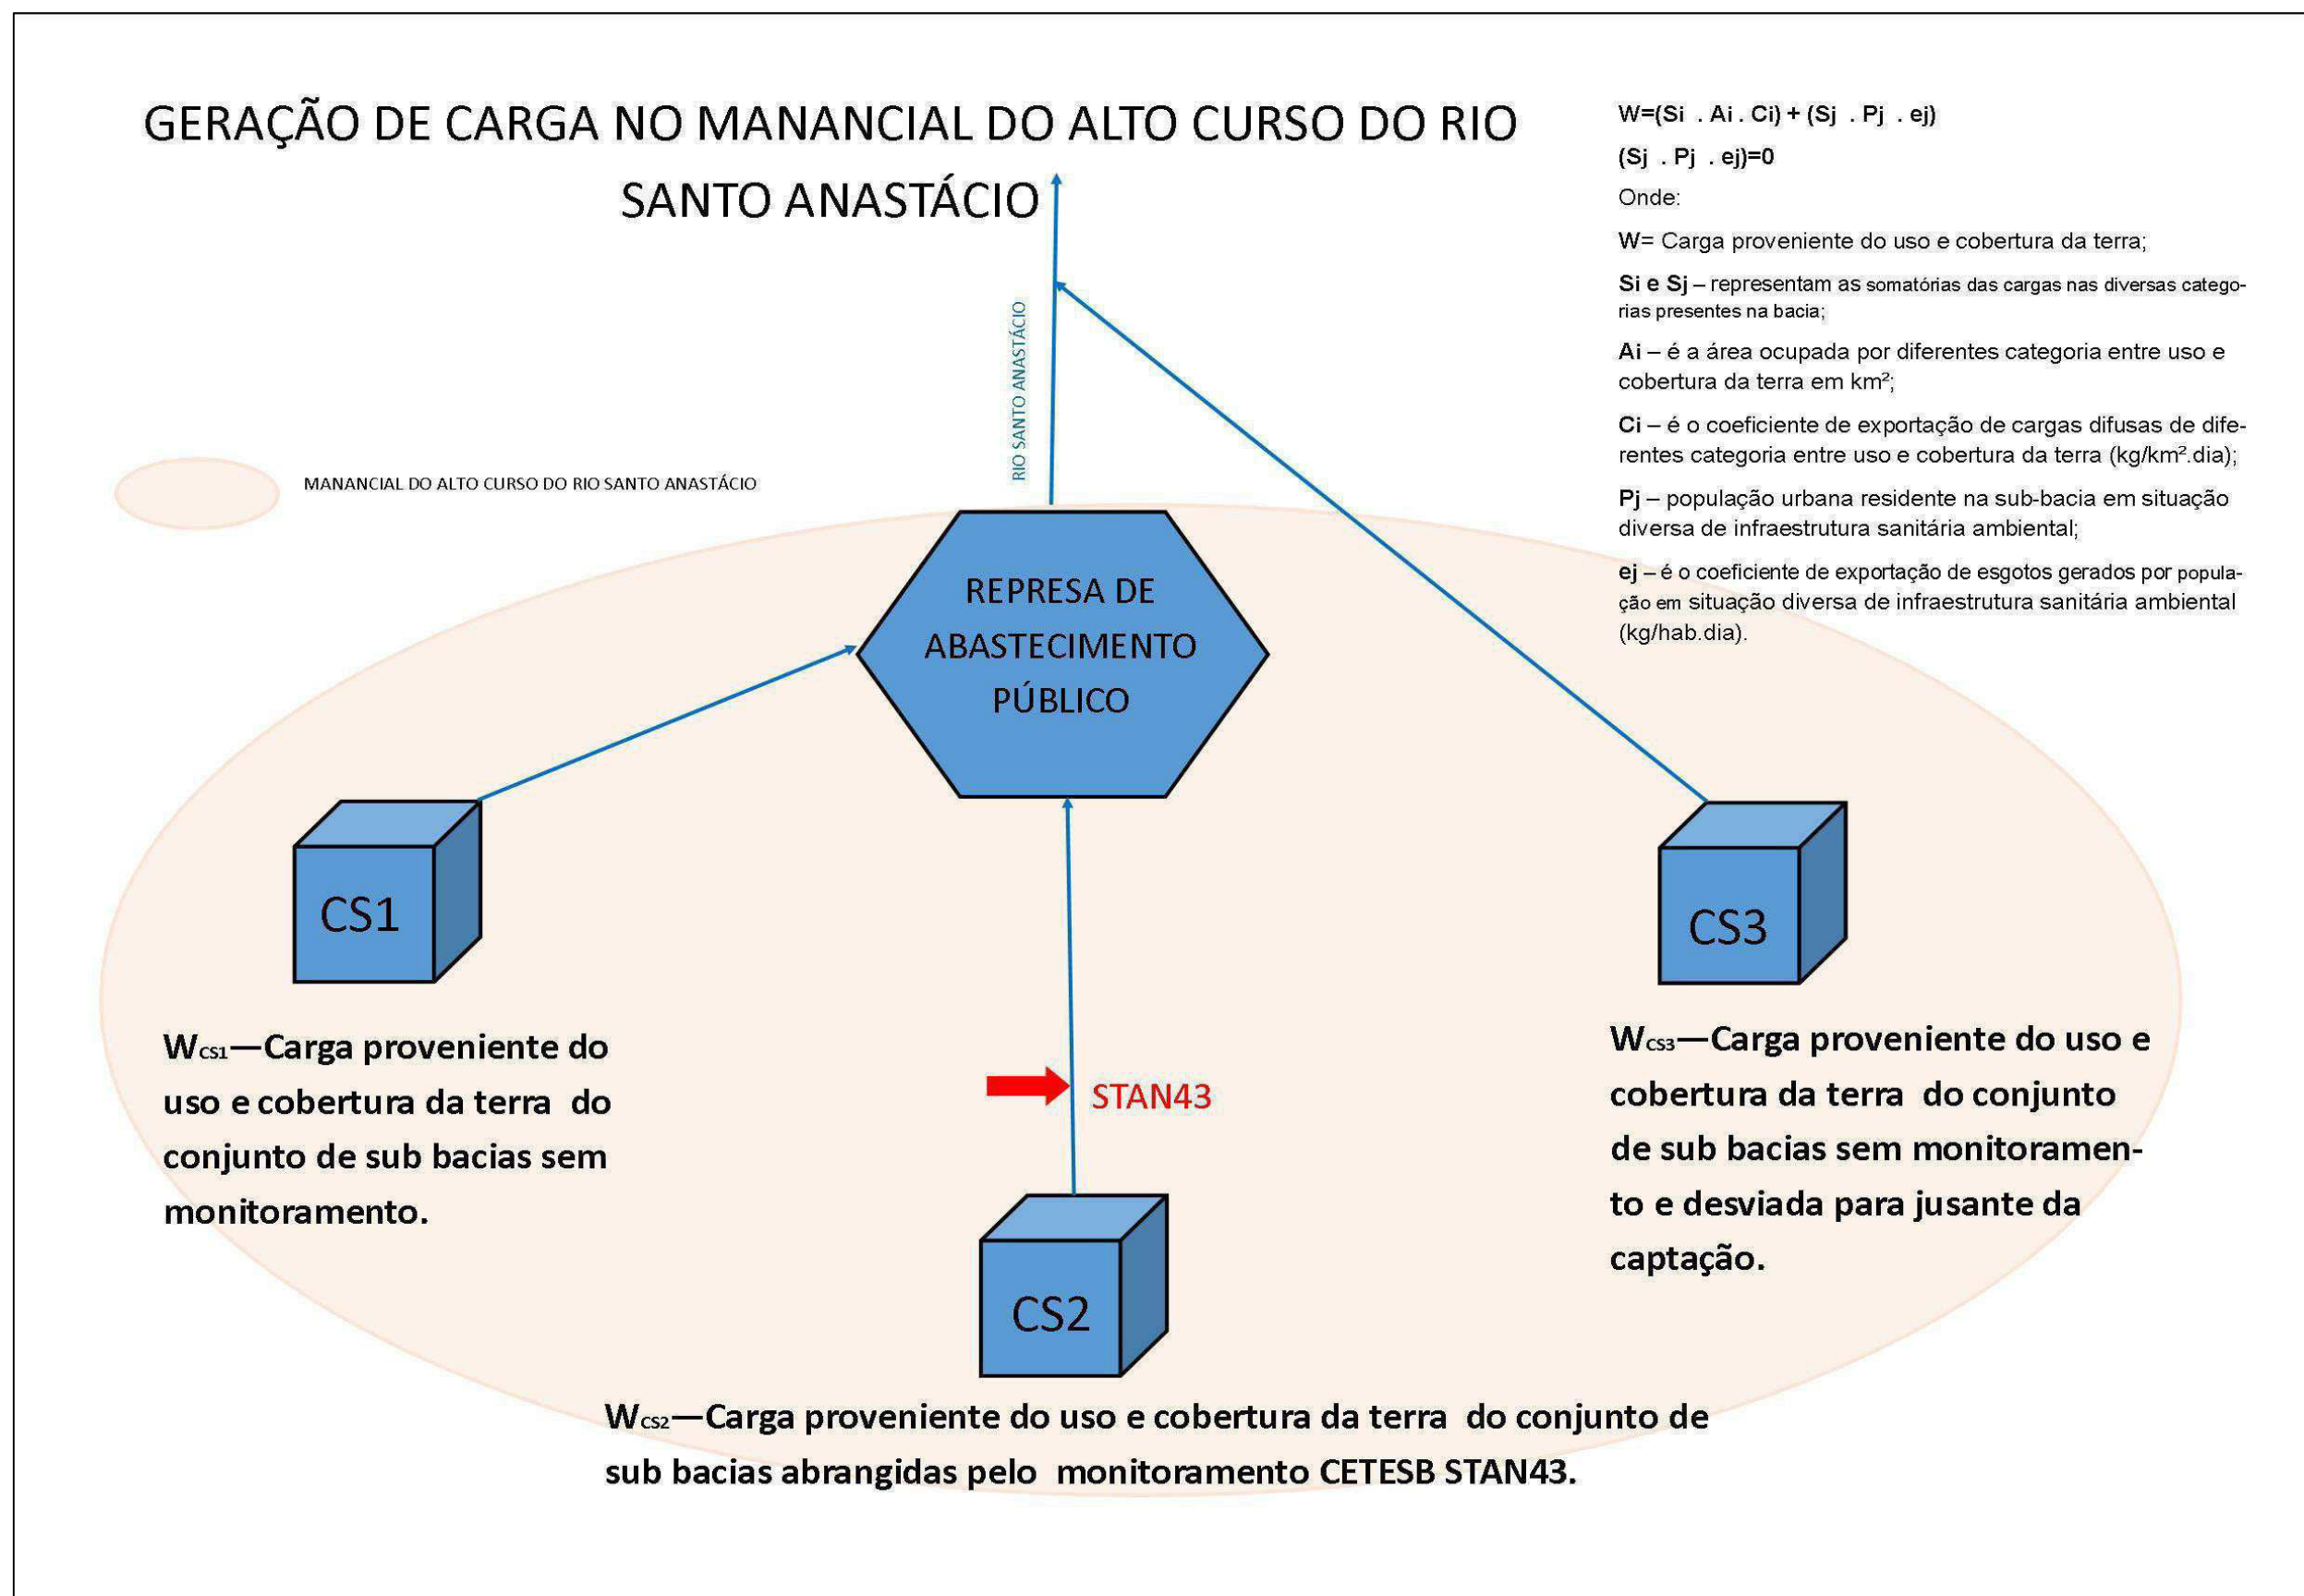 GERAÇÃO DE CARGA NO MANANCIAL DO ALTO CURSO DO RIO
SANTO ANASTÁCIO
W=(Si . Ai . Ci) + (Sj . Pj . ej)
(Sj . Pj . ej)=0
Onde:
W= Carga proveniente do uso e cobertura da terra;
Si e Sj – representam as somatórias das cargas nas diversas catego-
rias presentes na bacia;
Ai – é a área ocupada por diferentes categoria entre uso e
cobertura da terra em km²;
Ci – é o coeficiente de exportação de cargas difusas de dife-
rentes categoria entre uso e cobertura da terra (kg/km².dia);
Pj – população urbana residente na sub-bacia em situação
diversa de infraestrutura sanitária ambiental;
ej – é o coeficiente de exportação de esgotos gerados por popula-
ção em situação diversa de infraestrutura sanitária ambiental
(kg/hab.dia).
RIO SANTO ANASTÁCIO
MANANCIAL DO ALTO CURSO DO RIO SANTO ANASTÁCIO
REPRESA DE
ABASTECIMENTO
PÚBLICO
CS1
CS3
WCS1—Carga proveniente do
uso e cobertura da terra do
conjunto de sub bacias sem
monitoramento.
STAN43
WCS3—Carga proveniente do uso e
cobertura da terra do conjunto
de sub bacias sem monitoramen-
to e desviada para jusante da
captação.
CS2
WCS2—Carga proveniente do uso e cobertura da terra do conjunto de
sub bacias abrangidas pelo monitoramento CETESB STAN43.